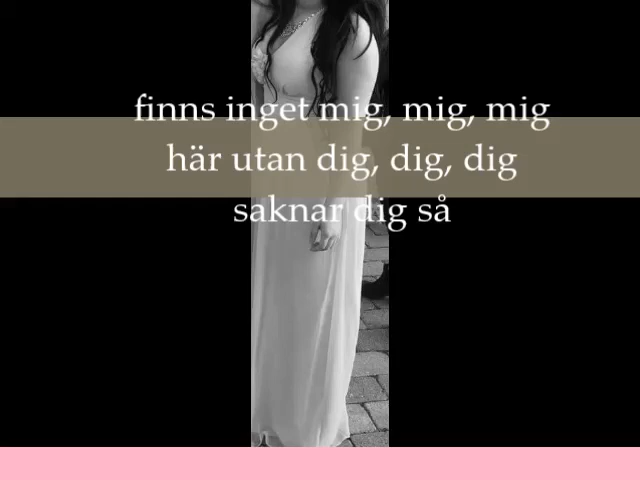 finns inget mig, mig, mig
här utan dig, dig, dig
saknar dig så